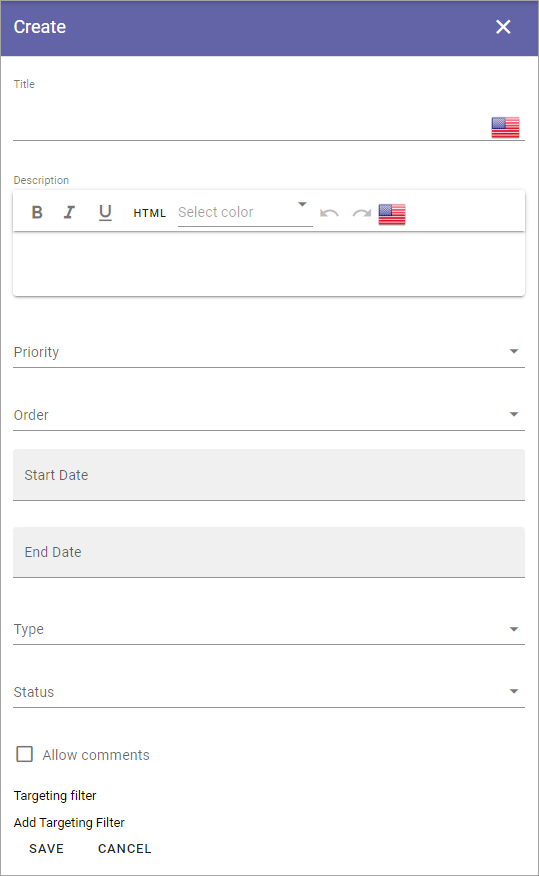 Create
Title
Description
B I U HTML Select color
Priority
Order
Start Date
End Date
Type
Status
Allow comments
Targeting filter
Add Targeting Filter
SAVE CANCEL